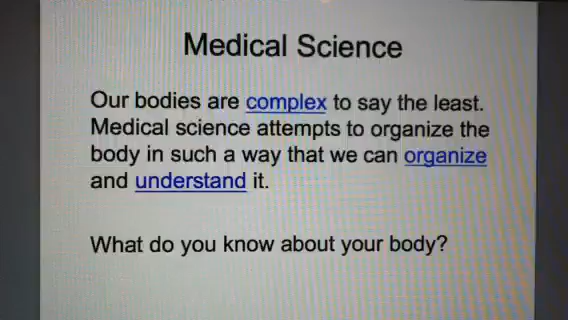 Medical Science
Our bodies are complex to say the least.
Medical science attempts to organize the
body in such a way that we can organize
and understand it.
What do you know about your body?